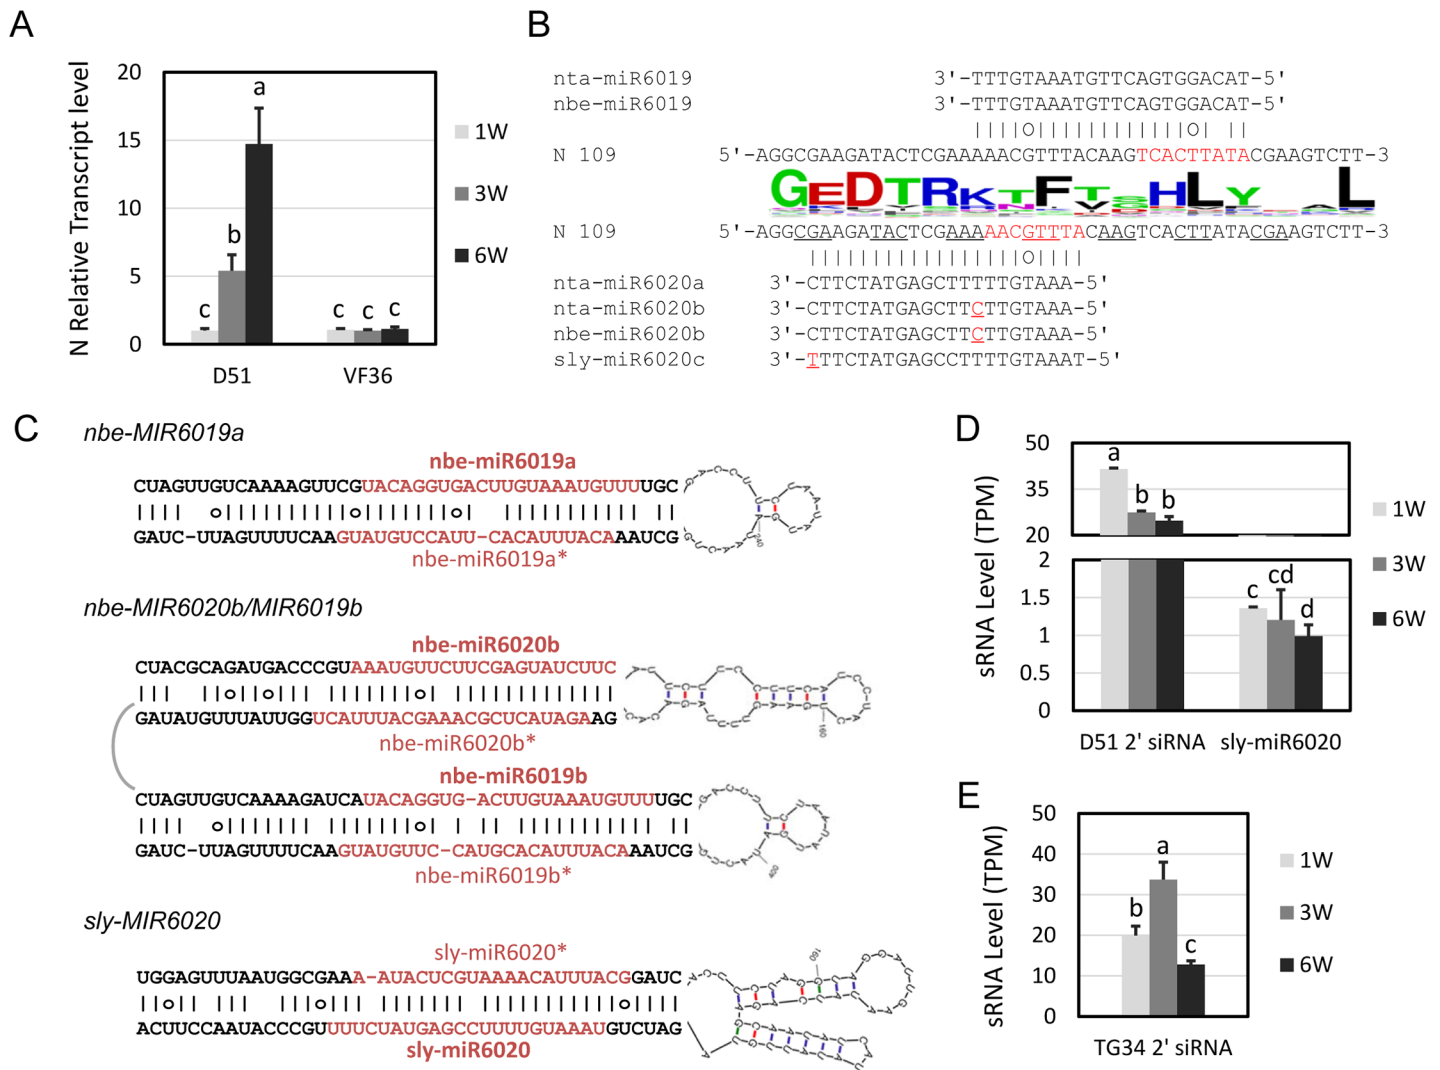 A
N Relative Transcript level
20
15
10
5
0
c
b
a
c
c
c
D51
VF36
1W
3W
6W
B
nta-miR6019 3'-TTTGTAAATGTTCAGTGGACAT-5'
nbe-miR6019 3'-TTTGTAAATGTTCAGTGGACAT-5'
N 109 5'-AGGCGAAGATACTCGAAAAACGTTTACAAGTCACTTATACGAAGTCTT-3
GEDTRKTFTSHLY L
N 109 5'-AGGCGAAGATACTCGAAAAACGTTTACAAGTCACTTATACGAAGTCTT-3
nta-miR6020a 3'-CTTCTATGAGCTTTTTGTAAA-5'
nta-miR6020b 3'-CTTCTATGAGCTTCTTGTAAA-5'
nbe-miR6020b 3'-CTTCTATGAGCTTCTTGTAAA-5'
sly-miR6020c 3'-TTTCTATGAGCCTTTTGTAAAT-5'
C
nbe-MIR6019a
nbe-miR6019a
CUAGUUGUCAAAAGUUCGUACAGGUGACUUGUAAAUGUUUUGC
GAUC-UUAGUUUUCAAGUAUGUCCAUU-CACAUUUACAAAUCG
nbe-miR6019a*
nbe-MIR6020b/MIR6019b
nbe-miR6020b
CUACGCAGAUGACCCGUAAAUGUUCUUCGAGUAUCUUC
GAUAUGUUUAUUGGUCAUUUACGAAACGCUCAUAGAAG
nbe-miR6020b*
nbe-miR6019b
CUAGUUGUCAAAAGAUCAUACAGGUG-ACUUGUAAAUGUUUUGC
GAUC-UUAGUUUUCAAGUAUGUUC-CAUGCACAUUUACAAAUCG
nbe-miR6019b*
sly-MIR6020
sly-miR6020*
UGGAGUUUAAUGGCGAAA-AUACUCGUAAAACAUUUACGGAUC
ACUUCCAAUACCCGUUUUCUAUGAGCCUUUUGUAAAUGUCUAG
sly-miR6020
D
sRNA Level (TPM)
50
35
20
2
1.5
1
0.5
0
a
b
b
c
cd
d
D51 2' siRNA
sly-miR6020
1W
3W
6W
E
sRNA Level (TPM)
50
40
30
20
10
0
b
a
c
TG34 2' siRNA
1W
3W
6W